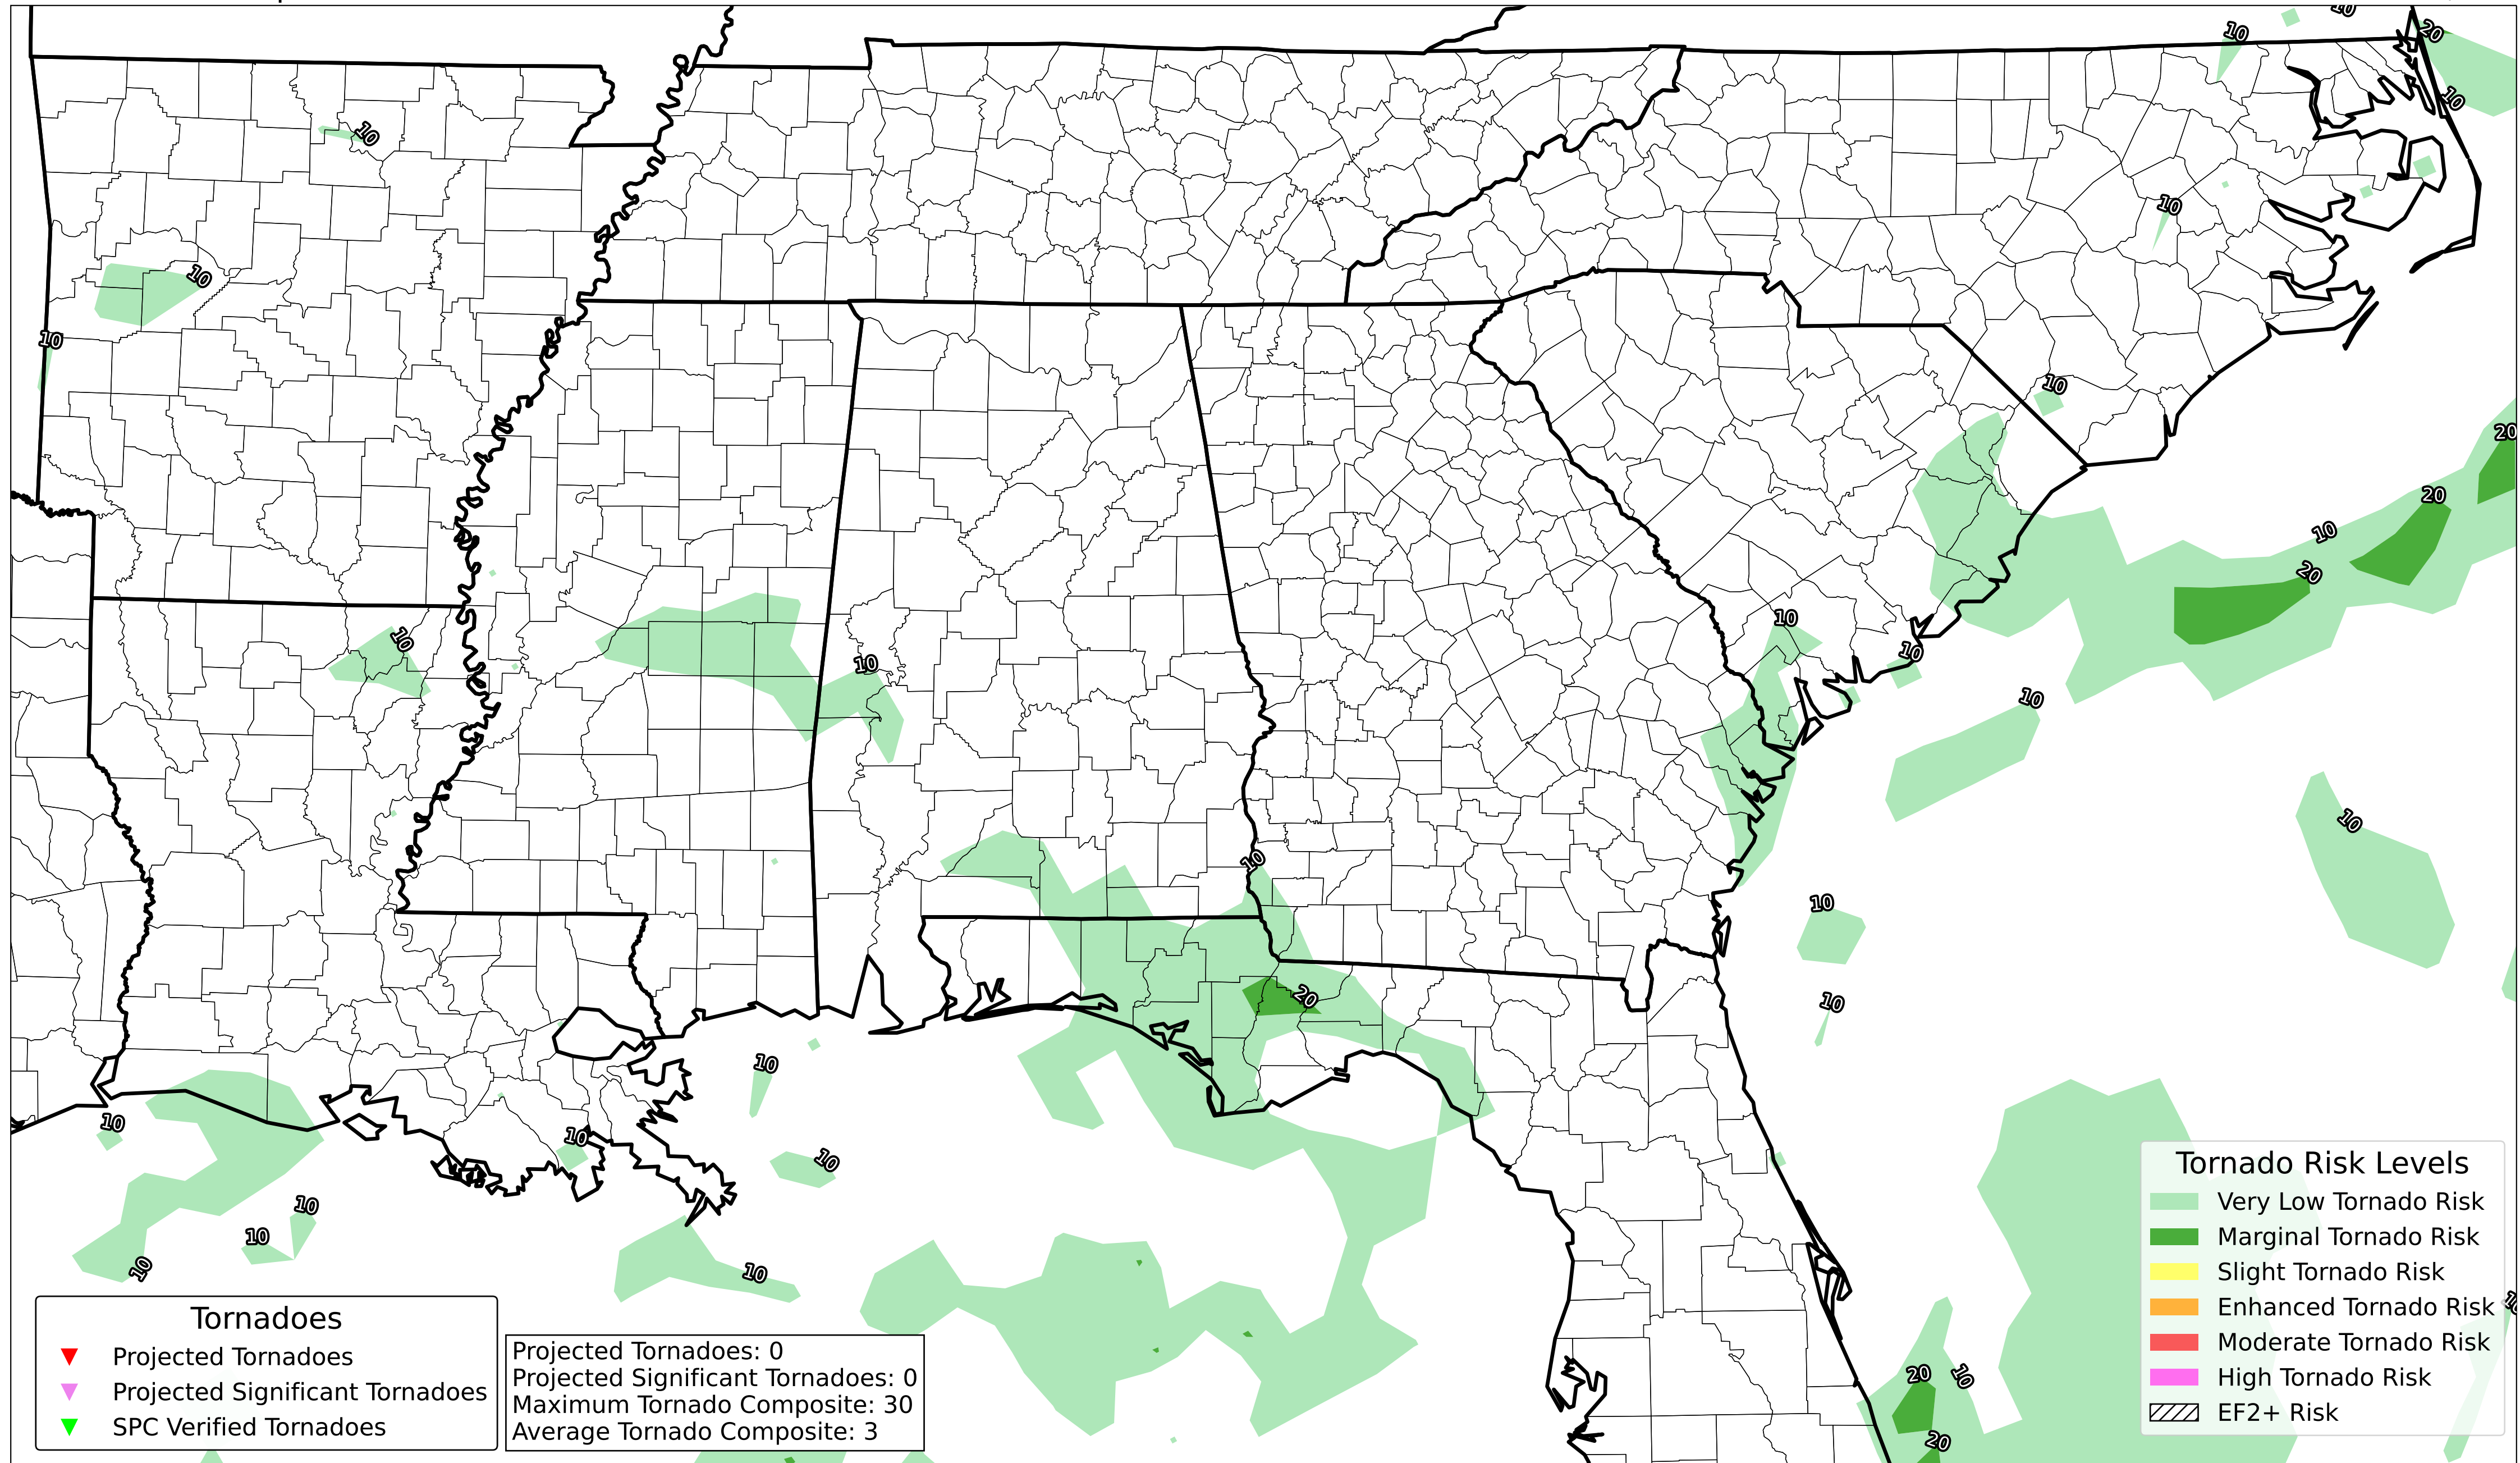 10
20
10
10
10
10
10
10
10
20
20
10
20
10
10
10
10
10
10
10
10
10
20
10
10
10
10
10
10
10
10
10
10
20
10
20
Tornado Risk Levels
Very Low Tornado Risk
Marginal Tornado Risk
Slight Tornado Risk
Enhanced Tornado Risk
Moderate Tornado Risk
High Tornado Risk
EF2+ Risk
Tornadoes
Projected Tornadoes
Projected Significant Tornadoes
SPC Verified Tornadoes
Projected Tornadoes: 0
Projected Significant Tornadoes: 0
Maximum Tornado Composite: 30
Average Tornado Composite: 3